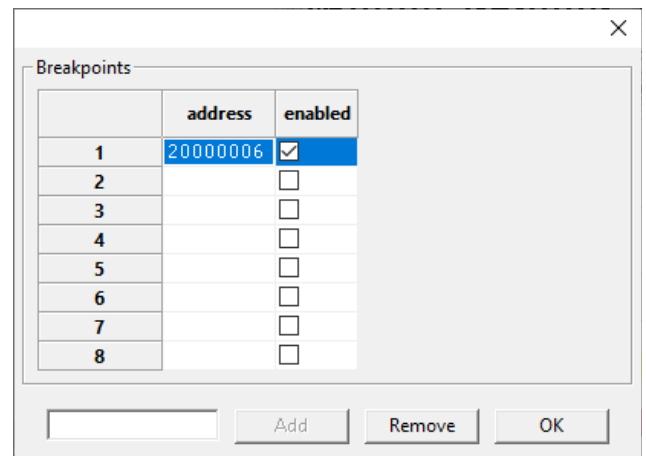 Breakpoints
address enabled
1 20000006
2
3
4
5
6
7
8
Add Remove OK